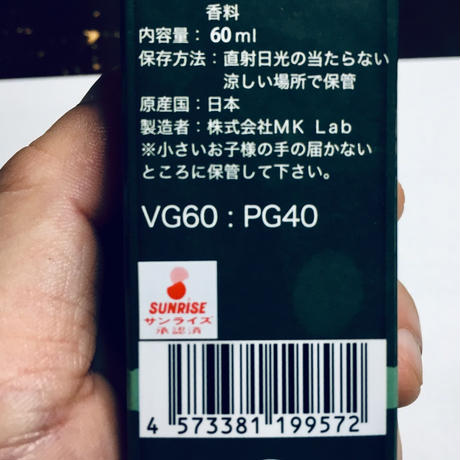 香料
内容量：60ml
保存方法：直射日光の当たらない
涼しい場所で保管
原産国：日本
製造者：株式会社MK Lab
※小さいお子様の手の届かない
ところに保管して下さい。
VG60：PG40
SUNRISE
サンライズ
承認済
4 573381 199572